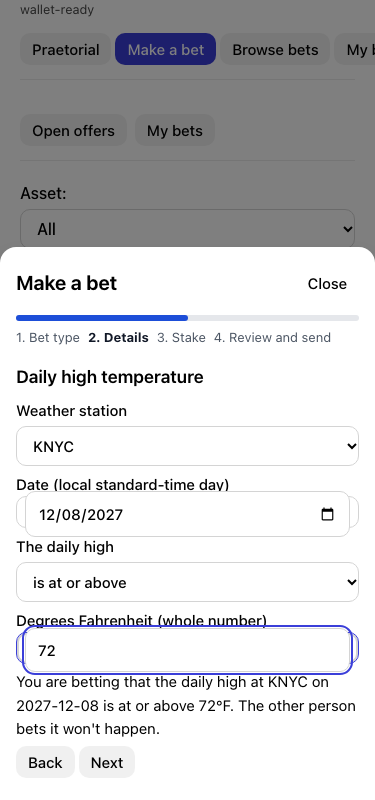 wallet-ready
Praetorial Make a bet Browse bets My b
Open offers My bets
Asset:
All
Make a bet Close
1. Bet type 2. Details 3. Stake 4. Review and send
Daily high temperature
Weather station
KNYC
Date (local standard-time day)
12/08/2027
The daily high
is at or above
Degrees Fahrenheit (whole number)
72
You are betting that the daily high at KNYC on
2027-12-08 is at or above 72°F. The other person
bets it won't happen.
Back Next